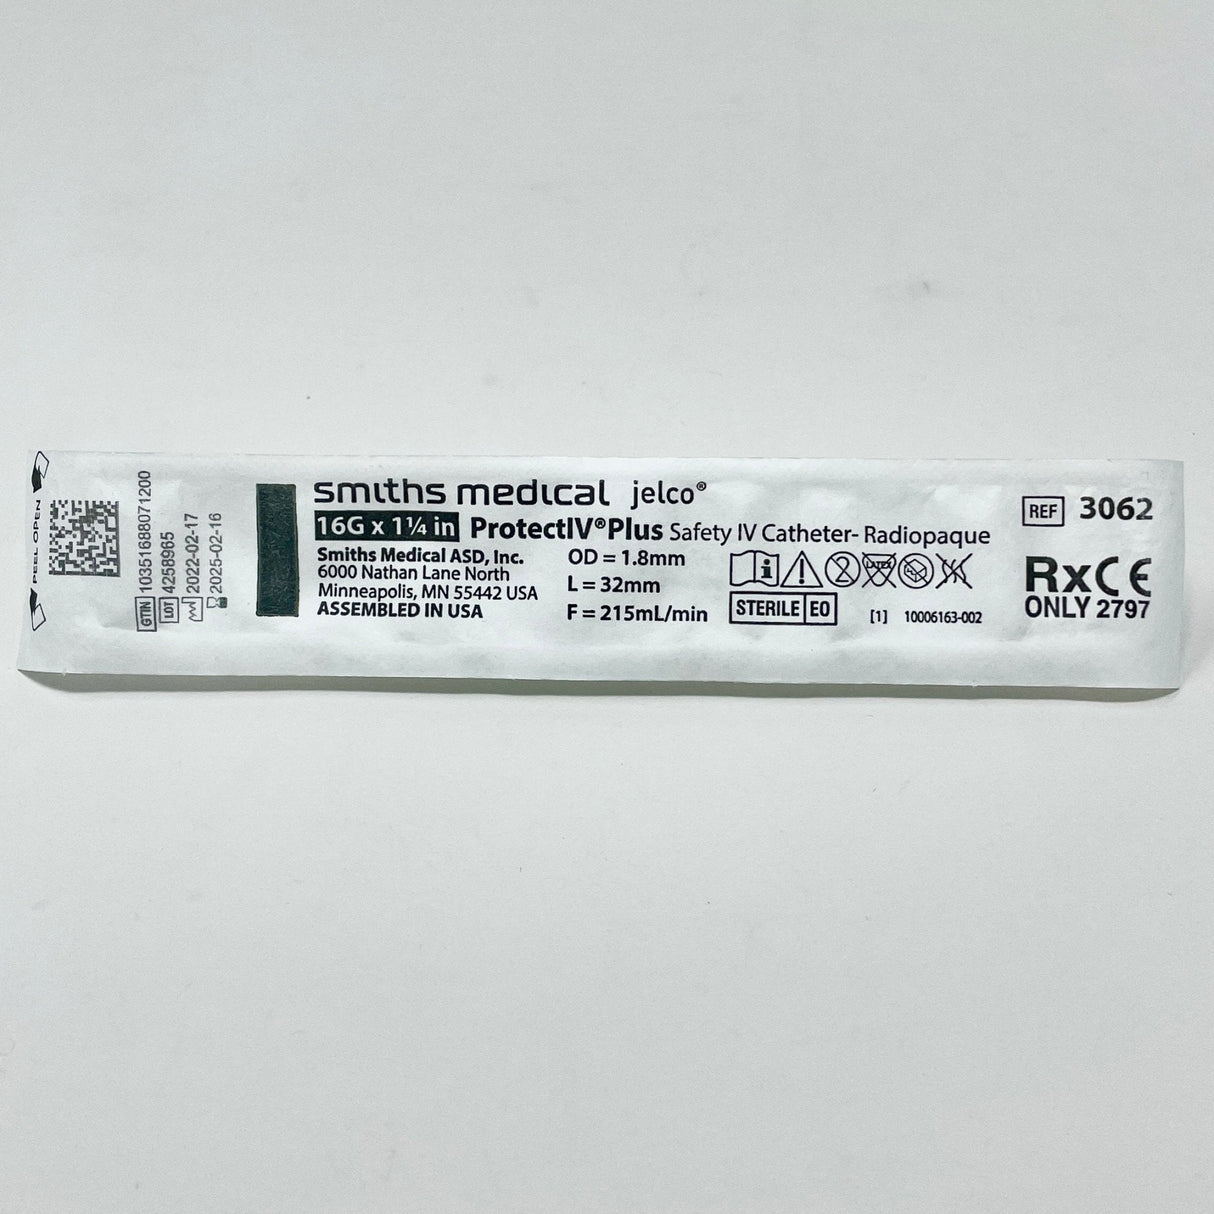 PEEL OPEN
GTIN 10351688071200
LOT 4258965
2022-02-17
2025-02-16
smiths medical jelco®
16G x 1¼ in ProtectIV®Plus Safety IV Catheter- Radiopaque
Smiths Medical ASD, Inc.
6000 Nathan Lane North
Minneapolis, MN 55442 USA
ASSEMBLED IN USA
OD = 1.8mm
L = 32mm
F = 215mL/min
i
2
LATEX
STERILE EO
[1] 10006163-002
REF 3062
Rx CE
ONLY 2797